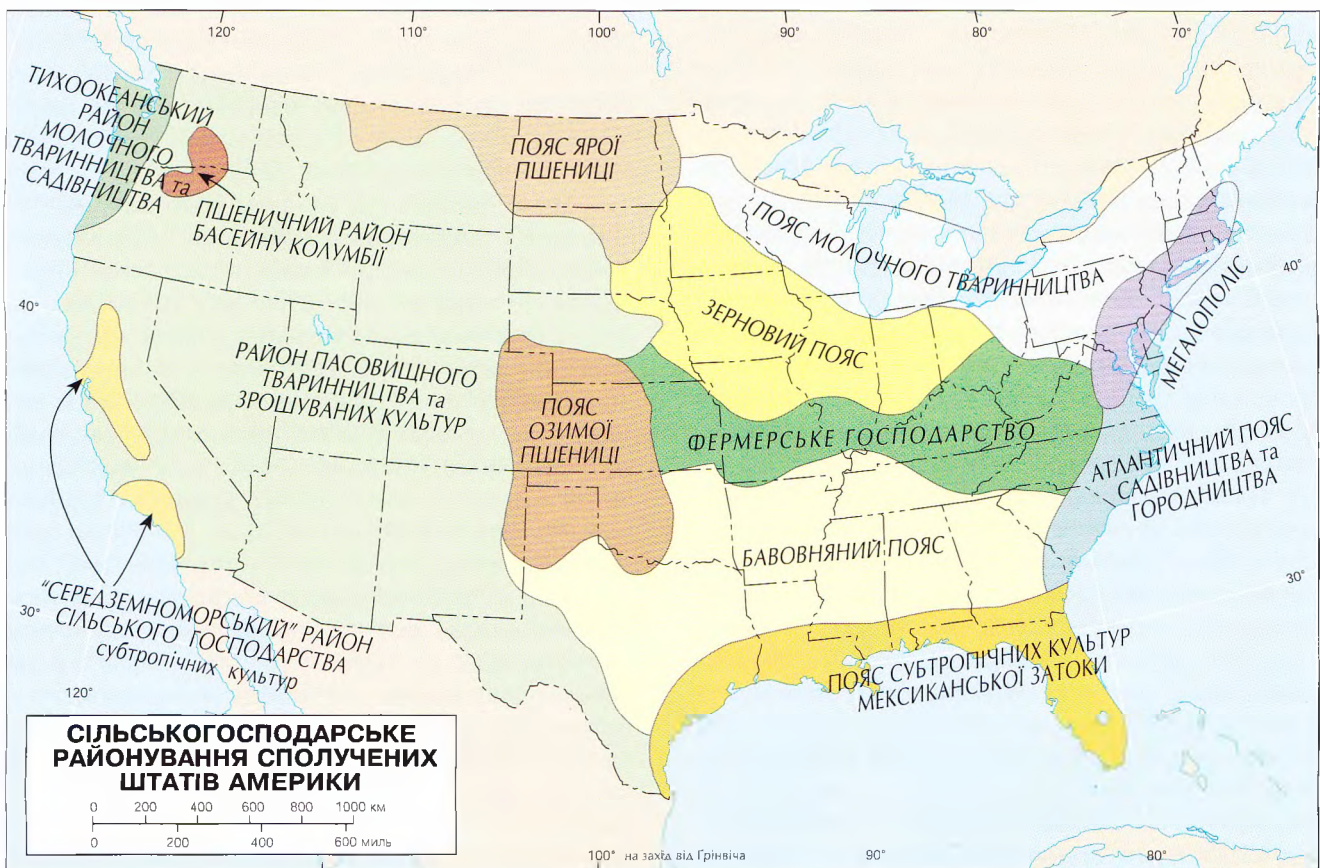 120°
110°
100°
90°
80°
70°
ТИХООКЕАНСЬКИЙ
РАЙОН
МОЛОЧНОГО
ТВАРИННИЦТВА та
САДІВНИЦТВА
ПШЕНИЧНИЙ РАЙОН
БАСЕЙНУ КОЛУМБІЇ
ПОЯС ЯРОЇ
ПШЕНИЦІ
ПОЯС МОЛОЧНОГО ТВАРИННИЦТВА
ЗЕРНОВИЙ ПОЯС
МЕГАЛОПОЛІС
40°
40°
РАЙОН ПАСОВИЩНОГО
ТВАРИННИЦТВА та
ЗРОШУВАНИХ КУЛЬТУР
ПОЯС
ОЗИМОЇ
ПШЕНИЦІ
ФЕРМЕРСЬКЕ ГОСПОДАРСТВО
АТЛАНТИЧНИЙ ПОЯС
САДІВНИЦТВА та
ГОРОДНИЦТВА
БАВОВНЯНИЙ ПОЯС
30°
30°
"СЕРЕДЗЕМНОМОРСЬКИЙ" РАЙОН
СІЛЬСЬКОГО ГОСПОДАРСТВА
субтропічних культур
ПОЯС СУБТРОПІЧНИХ КУЛЬТУР
МЕКСИКАНСЬКОЇ ЗАТОКИ
120°
СІЛЬСЬКОГОСПОДАРСЬКЕ
РАЙОНУВАННЯ СПОЛУЧЕНИХ
ШТАТІВ АМЕРИКИ
0 200 400 600 800 1000 км
0 200 400 600 миль
100° на захід від Ґрінвіча
90°
80°